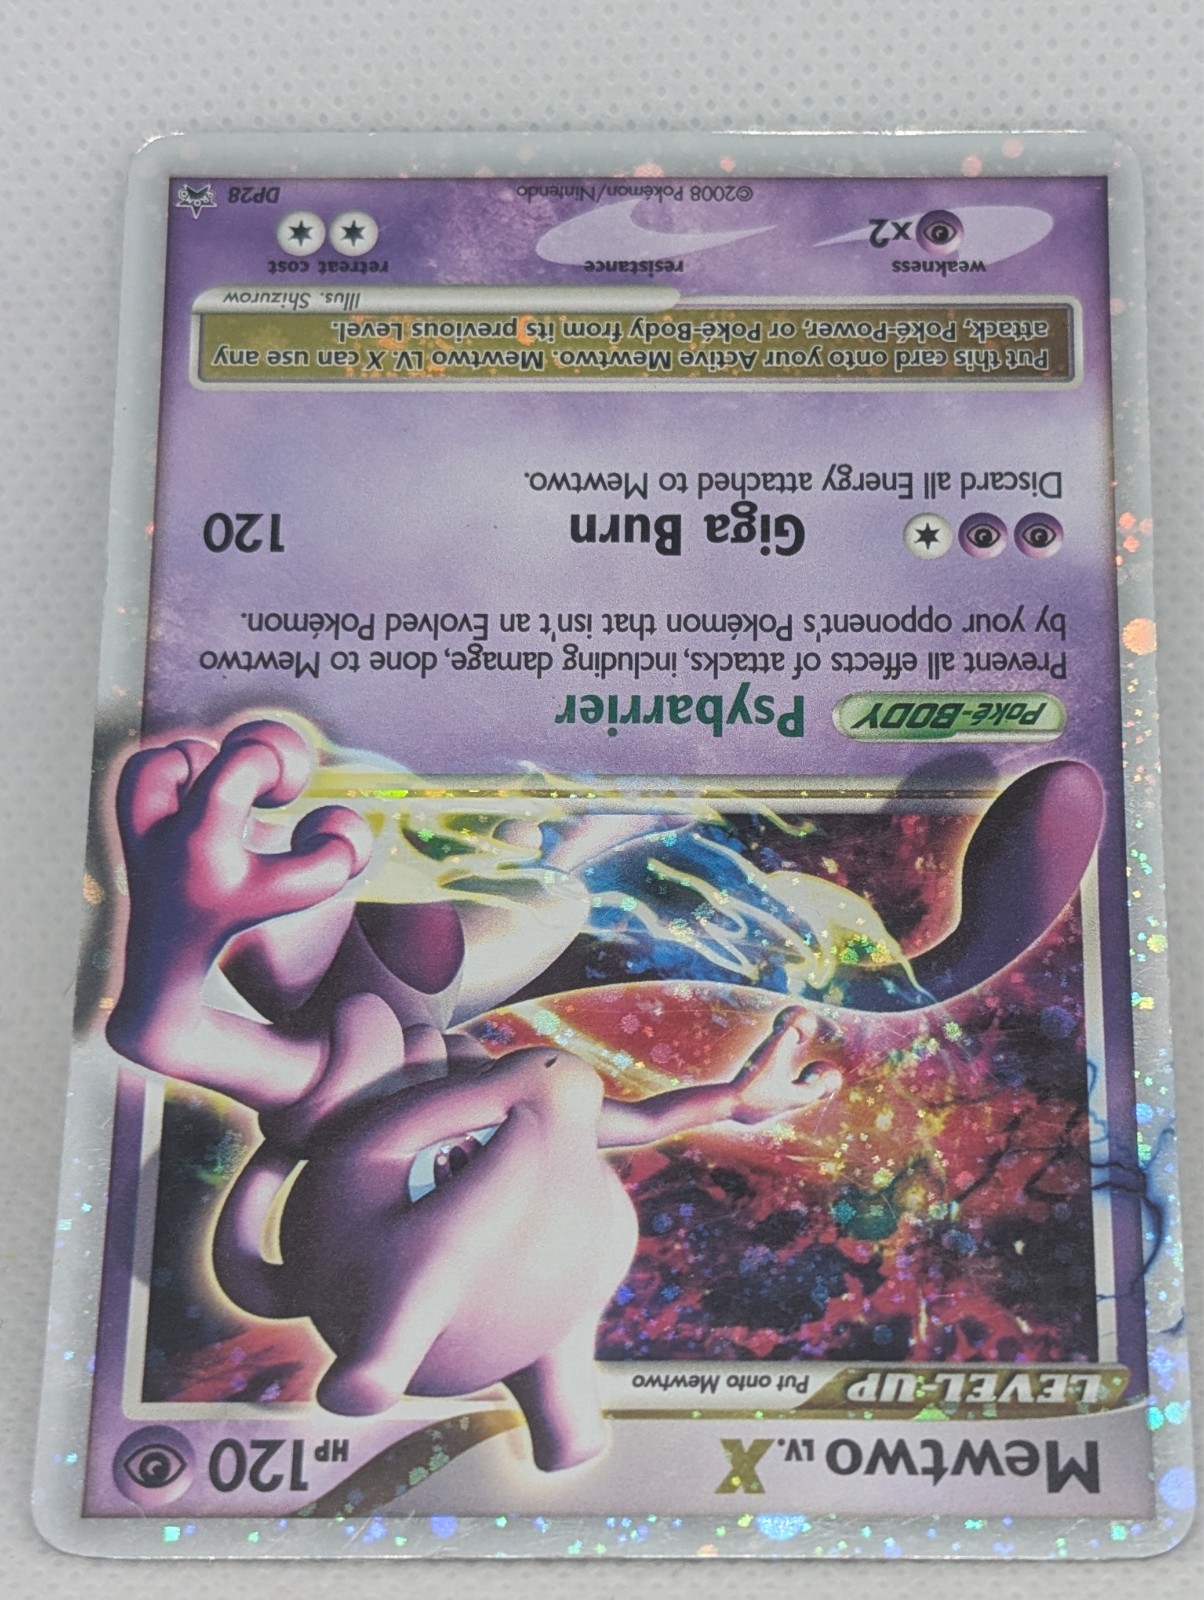 Mewtwo LV.X HP 120
LEVEL-UP Put onto Mewtwo
Poké-BODY Psybarrier
Prevent all effects of attacks, including damage, done to Mewtwo
by your opponent's Pokémon that isn't an Evolved Pokémon.
Giga Burn 120
Discard all Energy attached to Mewtwo.
Put this card onto your Active Mewtwo. Mewtwo LV. X can use any
attack, Poké-Power, or Poké-Body from its previous Level.
Illus. Shizurow
weakness resistance retreat cost
x2
©2008 Pokémon/Nintendo DP28
PROMO